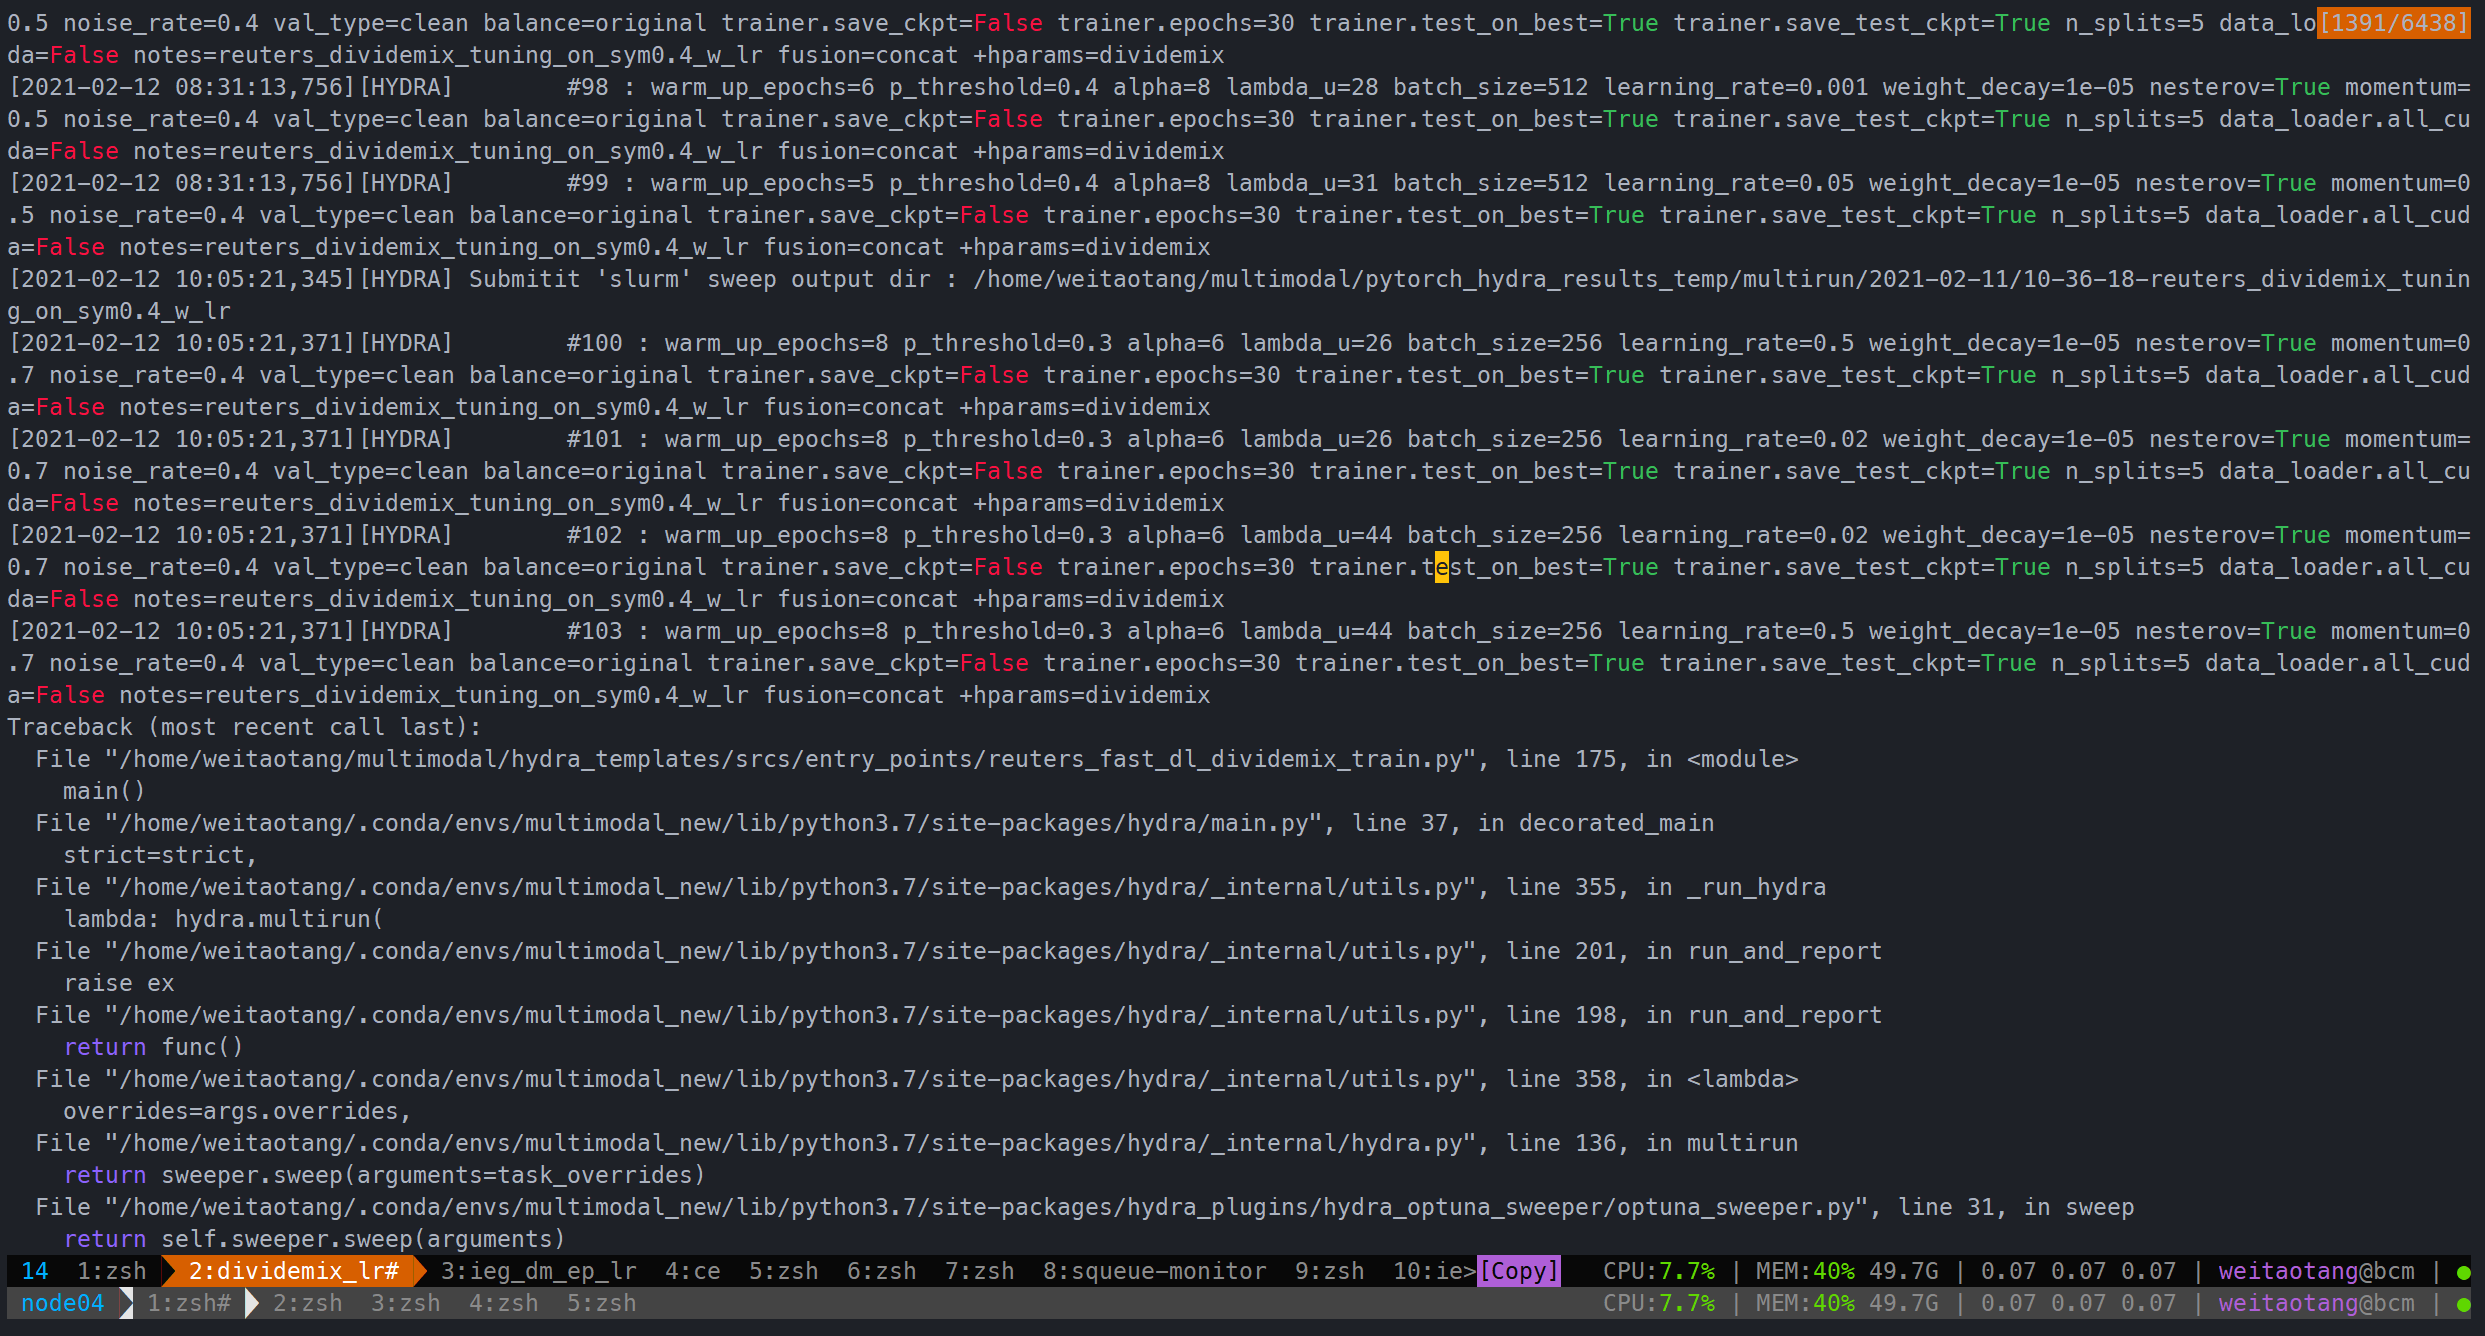 0.5 noise_rate=0.4 val_type=clean balance=original trainer.save_ckpt=False trainer.epochs=30 trainer.test_on_best=True trainer.save_test_ckpt=True n_splits=5 data_lo[1391/6438]
da=False notes=reuters_dividemix_tuning_on_sym0.4_w_lr fusion=concat +hparams=dividemix
[2021-02-12 08:31:13,756][HYDRA]        #98 : warm_up_epochs=6 p_threshold=0.4 alpha=8 lambda_u=28 batch_size=512 learning_rate=0.001 weight_decay=1e-05 nesterov=True momentum=
0.5 noise_rate=0.4 val_type=clean balance=original trainer.save_ckpt=False trainer.epochs=30 trainer.test_on_best=True trainer.save_test_ckpt=True n_splits=5 data_loader.all_cu
da=False notes=reuters_dividemix_tuning_on_sym0.4_w_lr fusion=concat +hparams=dividemix
[2021-02-12 08:31:13,756][HYDRA]        #99 : warm_up_epochs=5 p_threshold=0.4 alpha=8 lambda_u=31 batch_size=512 learning_rate=0.05 weight_decay=1e-05 nesterov=True momentum=0
.5 noise_rate=0.4 val_type=clean balance=original trainer.save_ckpt=False trainer.epochs=30 trainer.test_on_best=True trainer.save_test_ckpt=True n_splits=5 data_loader.all_cud
a=False notes=reuters_dividemix_tuning_on_sym0.4_w_lr fusion=concat +hparams=dividemix
[2021-02-12 10:05:21,345][HYDRA] Submitit 'slurm' sweep output dir : /home/weitaotang/multimodal/pytorch_hydra_results_temp/multirun/2021-02-11/10-36-18-reuters_dividemix_tunin
g_on_sym0.4_w_lr
[2021-02-12 10:05:21,371][HYDRA]        #100 : warm_up_epochs=8 p_threshold=0.3 alpha=6 lambda_u=26 batch_size=256 learning_rate=0.5 weight_decay=1e-05 nesterov=True momentum=0
.7 noise_rate=0.4 val_type=clean balance=original trainer.save_ckpt=False trainer.epochs=30 trainer.test_on_best=True trainer.save_test_ckpt=True n_splits=5 data_loader.all_cud
a=False notes=reuters_dividemix_tuning_on_sym0.4_w_lr fusion=concat +hparams=dividemix
[2021-02-12 10:05:21,371][HYDRA]        #101 : warm_up_epochs=8 p_threshold=0.3 alpha=6 lambda_u=26 batch_size=256 learning_rate=0.02 weight_decay=1e-05 nesterov=True momentum=
0.7 noise_rate=0.4 val_type=clean balance=original trainer.save_ckpt=False trainer.epochs=30 trainer.test_on_best=True trainer.save_test_ckpt=True n_splits=5 data_loader.all_cu
da=False notes=reuters_dividemix_tuning_on_sym0.4_w_lr fusion=concat +hparams=dividemix
[2021-02-12 10:05:21,371][HYDRA]        #102 : warm_up_epochs=8 p_threshold=0.3 alpha=6 lambda_u=44 batch_size=256 learning_rate=0.02 weight_decay=1e-05 nesterov=True momentum=
0.7 noise_rate=0.4 val_type=clean balance=original trainer.save_ckpt=False trainer.epochs=30 trainer.test_on_best=True trainer.save_test_ckpt=True n_splits=5 data_loader.all_cu
da=False notes=reuters_dividemix_tuning_on_sym0.4_w_lr fusion=concat +hparams=dividemix
[2021-02-12 10:05:21,371][HYDRA]        #103 : warm_up_epochs=8 p_threshold=0.3 alpha=6 lambda_u=44 batch_size=256 learning_rate=0.5 weight_decay=1e-05 nesterov=True momentum=0
.7 noise_rate=0.4 val_type=clean balance=original trainer.save_ckpt=False trainer.epochs=30 trainer.test_on_best=True trainer.save_test_ckpt=True n_splits=5 data_loader.all_cud
a=False notes=reuters_dividemix_tuning_on_sym0.4_w_lr fusion=concat +hparams=dividemix
Traceback (most recent call last):
  File "/home/weitaotang/multimodal/hydra_templates/srcs/entry_points/reuters_fast_dl_dividemix_train.py", line 175, in <module>
    main()
  File "/home/weitaotang/.conda/envs/multimodal_new/lib/python3.7/site-packages/hydra/main.py", line 37, in decorated_main
    strict=strict,
  File "/home/weitaotang/.conda/envs/multimodal_new/lib/python3.7/site-packages/hydra/_internal/utils.py", line 355, in _run_hydra
    lambda: hydra.multirun(
  File "/home/weitaotang/.conda/envs/multimodal_new/lib/python3.7/site-packages/hydra/_internal/utils.py", line 201, in run_and_report
    raise ex
  File "/home/weitaotang/.conda/envs/multimodal_new/lib/python3.7/site-packages/hydra/_internal/utils.py", line 198, in run_and_report
    return func()
  File "/home/weitaotang/.conda/envs/multimodal_new/lib/python3.7/site-packages/hydra/_internal/utils.py", line 358, in <lambda>
    overrides=args.overrides,
  File "/home/weitaotang/.conda/envs/multimodal_new/lib/python3.7/site-packages/hydra/_internal/hydra.py", line 136, in multirun
    return sweeper.sweep(arguments=task_overrides)
  File "/home/weitaotang/.conda/envs/multimodal_new/lib/python3.7/site-packages/hydra_plugins/hydra_optuna_sweeper/optuna_sweeper.py", line 31, in sweep
    return self.sweeper.sweep(arguments)
14 1:zsh 2:dividemix_lr# 3:ieg_dm_ep_lr 4:ce 5:zsh 6:zsh 7:zsh 8:squeue-monitor 9:zsh 10:ie>[Copy] CPU:7.7% | MEM:40% 49.7G | 0.07 0.07 0.07 | weitaotang@bcm | ●
node04 1:zsh# 2:zsh 3:zsh 4:zsh 5:zsh CPU:7.7% | MEM:40% 49.7G | 0.07 0.07 0.07 | weitaotang@bcm | ●